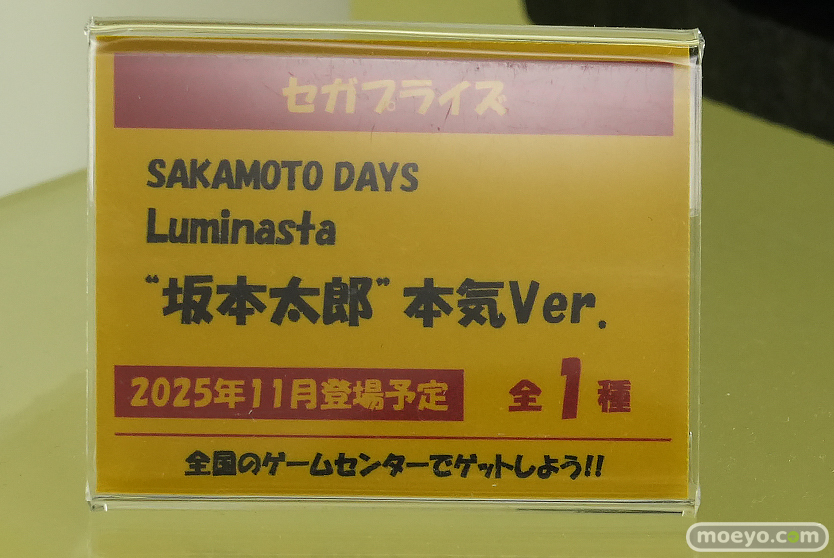 セガプライズ
SAKAMOTO DAYS
Luminasta
“坂本太郎”本気Ver.
2025年11月登場予定 全1種
全国のゲームセンターでゲットしよう!!
moeyo.com